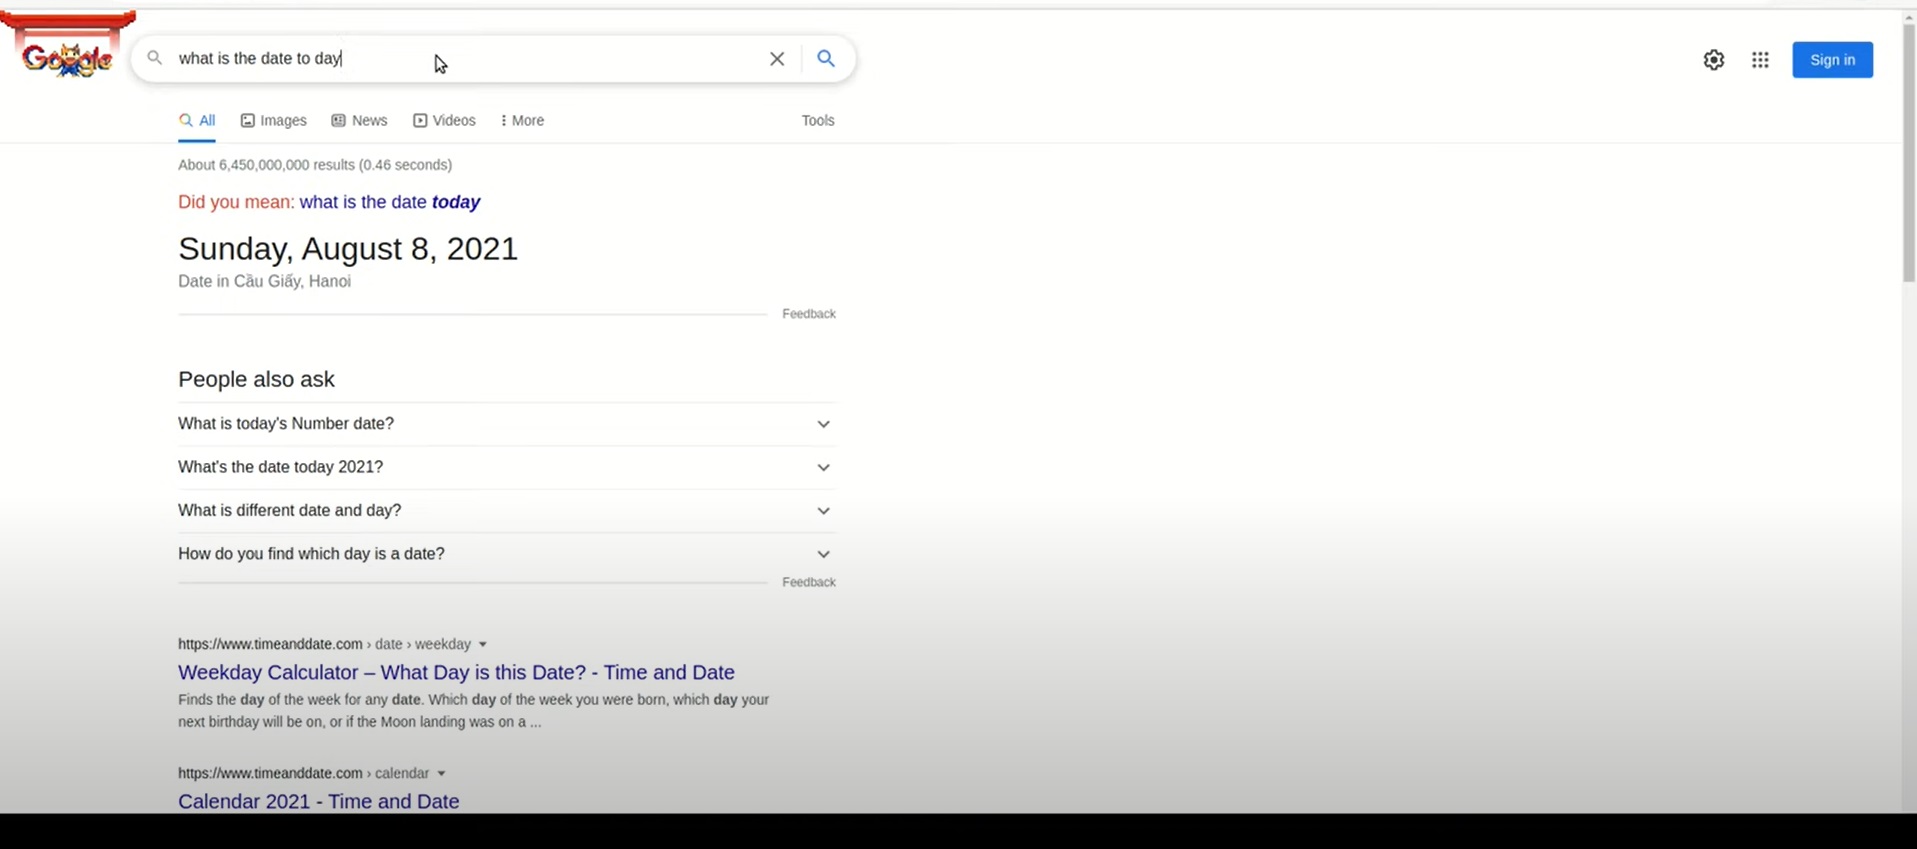 Google
what is the date to day
Sign in
All Images News Videos More Tools
About 6,450,000,000 results (0.46 seconds)
Did you mean: what is the date today
Sunday, August 8, 2021
Date in Cầu Giấy, Hanoi
Feedback
People also ask
What is today's Number date?
What's the date today 2021?
What is different date and day?
How do you find which day is a date?
Feedback
https://www.timeanddate.com › date › weekday
Weekday Calculator – What Day is this Date? - Time and Date
Finds the day of the week for any date. Which day of the week you were born, which day your
next birthday will be on, or if the Moon landing was on a ...
https://www.timeanddate.com › calendar
Calendar 2021 - Time and Date